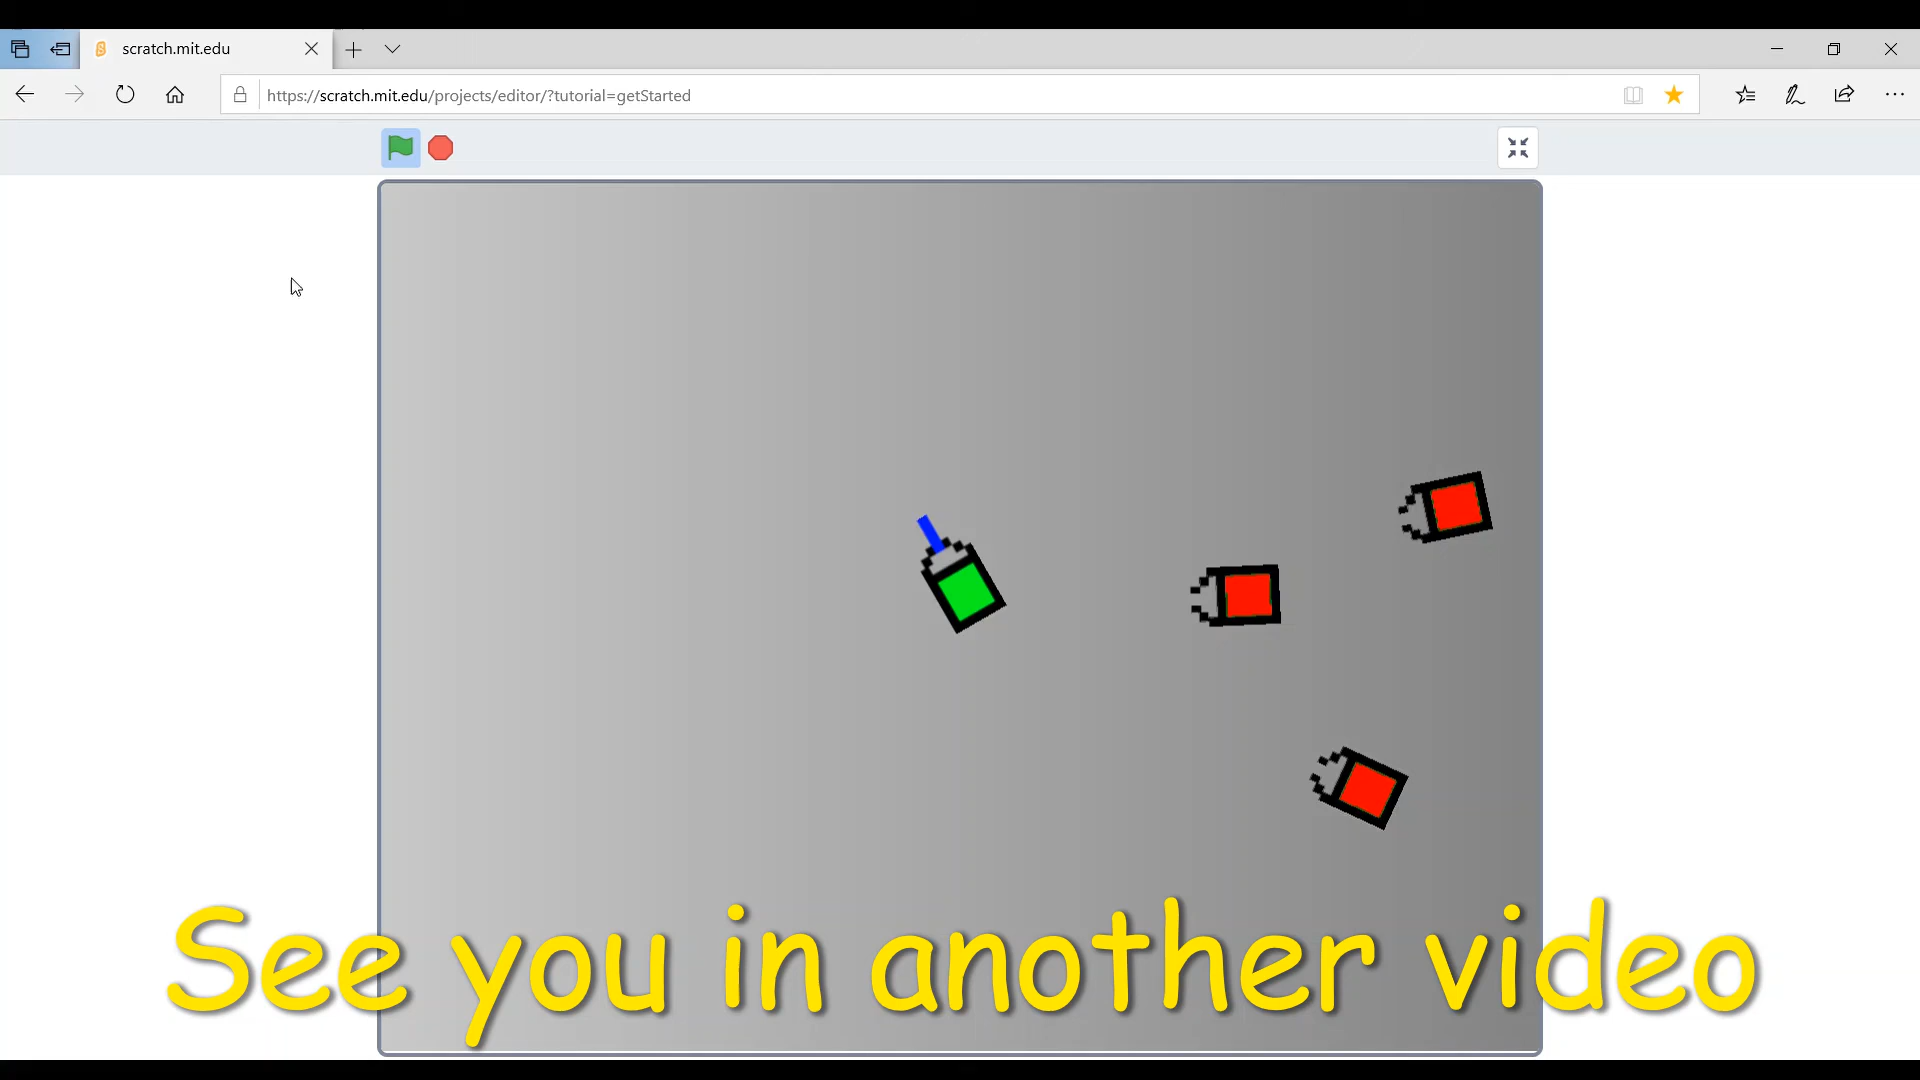 scratch.mit.edu
https://scratch.mit.edu/projects/editor/?tutorial=getStarted
See you in another video